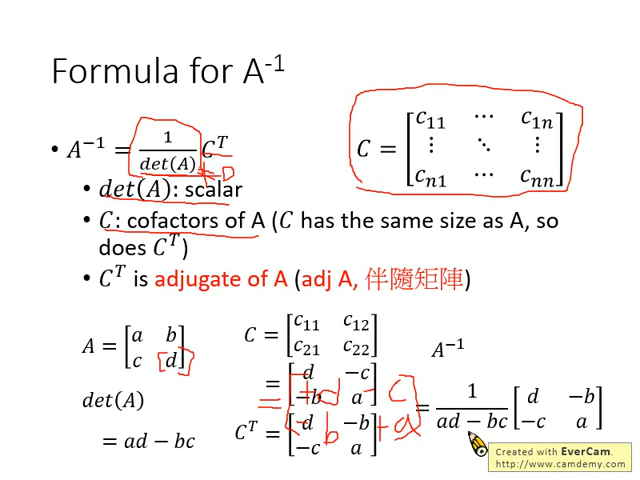 Formula for A⁻¹
• A⁻¹ = 1/det(A) Cᵀ
≠0
C = [c₁₁ ⋯ c₁ₙ
⋮ ⋱ ⋮
cₙ₁ ⋯ cₙₙ]
• det(A): scalar
• C: cofactors of A (C has the same size as A, so
does Cᵀ)
• Cᵀ is adjugate of A (adj A, 伴隨矩陣)
A = [a b
c d]
det(A)
= ad − bc
C = [c₁₁ c₁₂
c₂₁ c₂₂]
= [d −c
−b a]
Cᵀ = [d −b
−c a]
= [+d −c
−b +a]
A⁻¹
= 1/(ad − bc) [d −b
−c a]
Created with EverCam.
http://www.camdemy.com